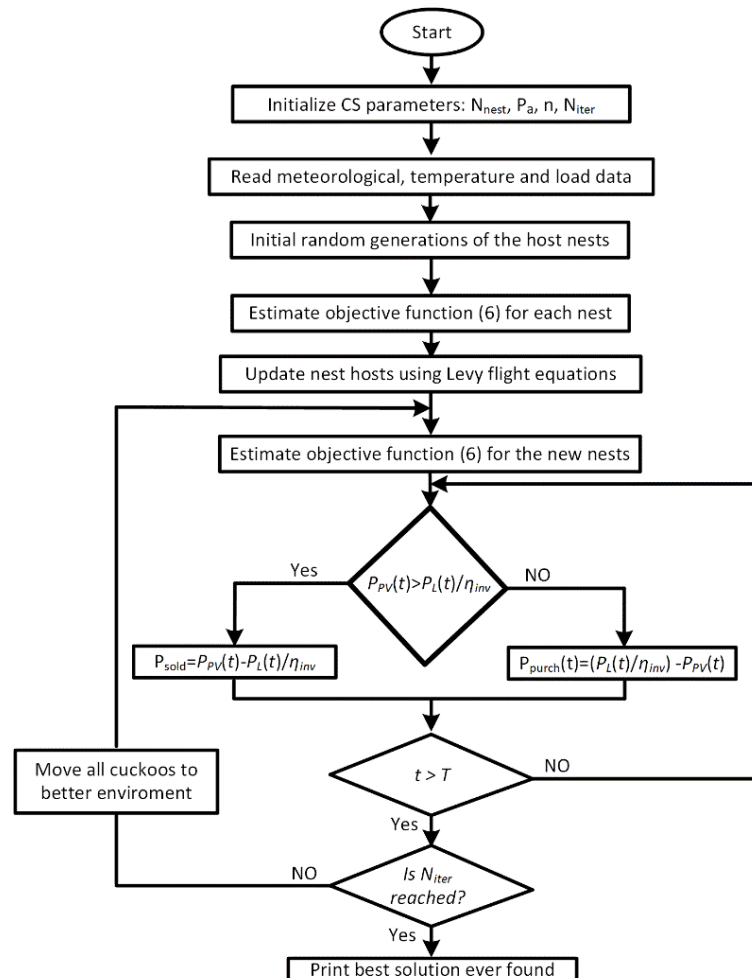 Start
Initialize CS parameters: Nnest, Pa, n, Niter
Read meteorological, temperature and load data
Initial random generations of the host nests
Estimate objective function (6) for each nest
Update nest hosts using Levy flight equations
Estimate objective function (6) for the new nests
Yes
PPV(t)>PL(t)/ηinv
NO
Psold=PPV(t)-PL(t)/ηinv
Ppurch(t)=(PL(t)/ηinv) -PPV(t)
Move all cuckoos to
better enviroment
t > T
NO
Yes
NO
Is Niter
reached?
Yes
Print best solution ever found